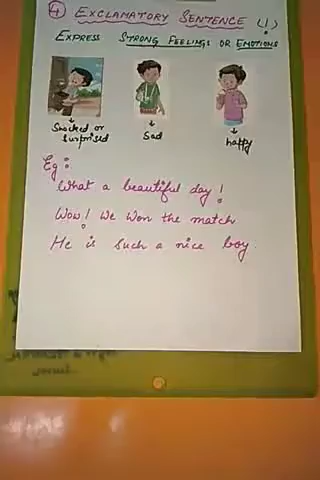 ④ EXCLAMATORY SENTENCE (!)
EXPRESS STRONG FEELINGS OR EMOTIONS
Shocked or surprised
Sad
happy
Eg:
What a beautiful day!
Wow! We won the match
He is such a nice boy.